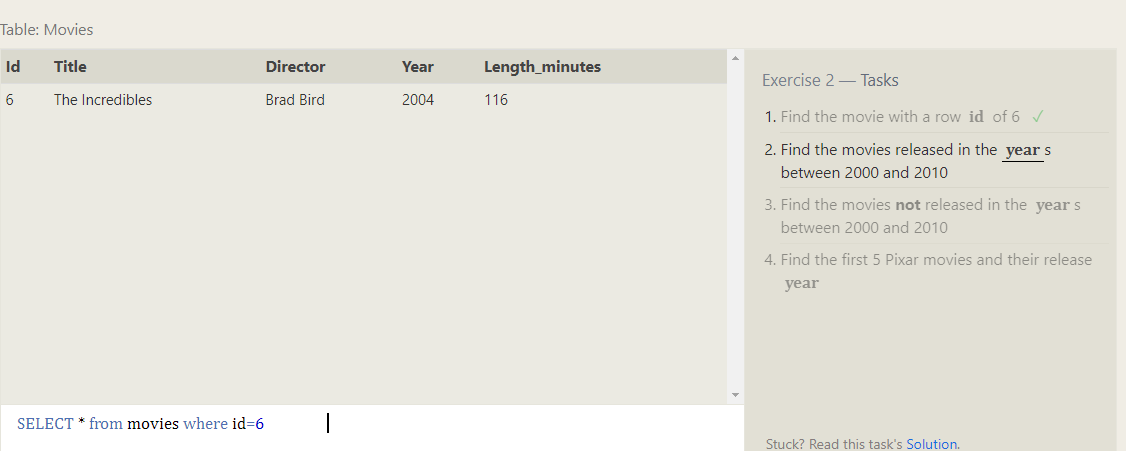 Table: Movies
Id Title Director Year Length_minutes
6 The Incredibles Brad Bird 2004 116
Exercise 2 — Tasks
1. Find the movie with a row id of 6 ✓
2. Find the movies released in the year s
between 2000 and 2010
3. Find the movies not released in the year s
between 2000 and 2010
4. Find the first 5 Pixar movies and their release
year
SELECT * from movies where id=6
Stuck? Read this task's Solution.